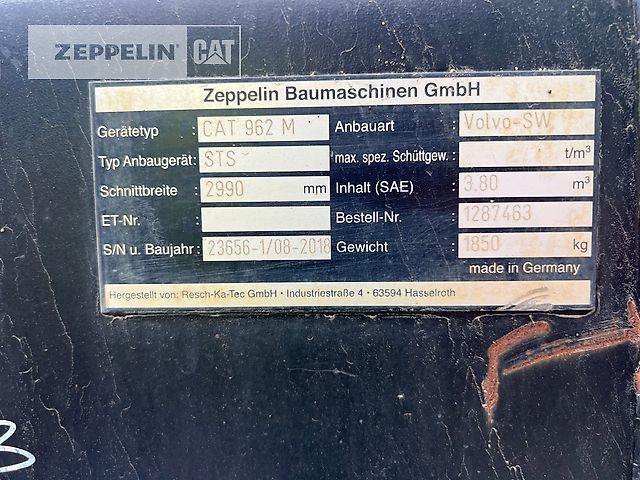 ZEPPELIN CAT
Zeppelin Baumaschinen GmbH
Gerätetyp : CAT 962 M Anbauart : Volvo-SW
Typ Anbaugerät: STS max. spez. Schüttgew. : t/m³
Schnittbreite : 2990 mm Inhalt (SAE) : 3,80 m³
ET-Nr. : Bestell-Nr. : 1287463
S/N u. Baujahr : 23656-1/08-2018 Gewicht : 1850 kg
made in Germany
Hergestellt von: Resch-Ka-Tec GmbH • Industriestraße 4 • 63594 Hasselroth